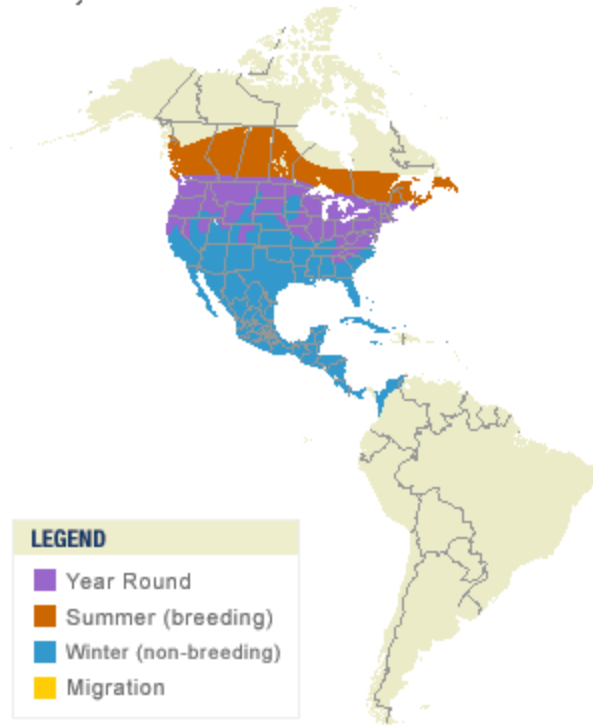 LEGEND
Year Round
Summer (breeding)
Winter (non-breeding)
Migration